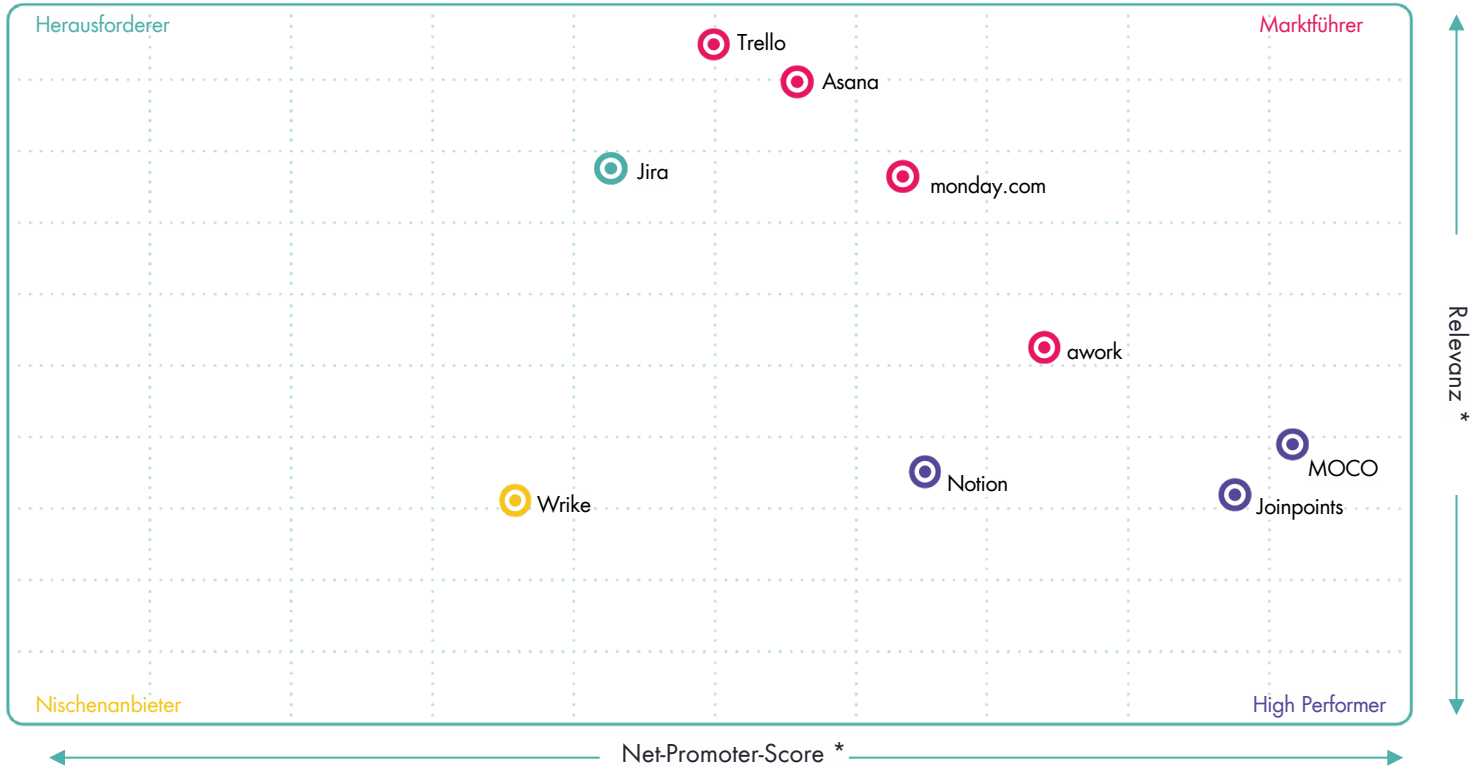 Herausforderer
Marktführer
Trello
Asana
Jira
monday.com
awork
Relevanz *
MOCO
Notion
Joinpoints
Wrike
Nischenanbieter
High Performer
Net-Promoter-Score *